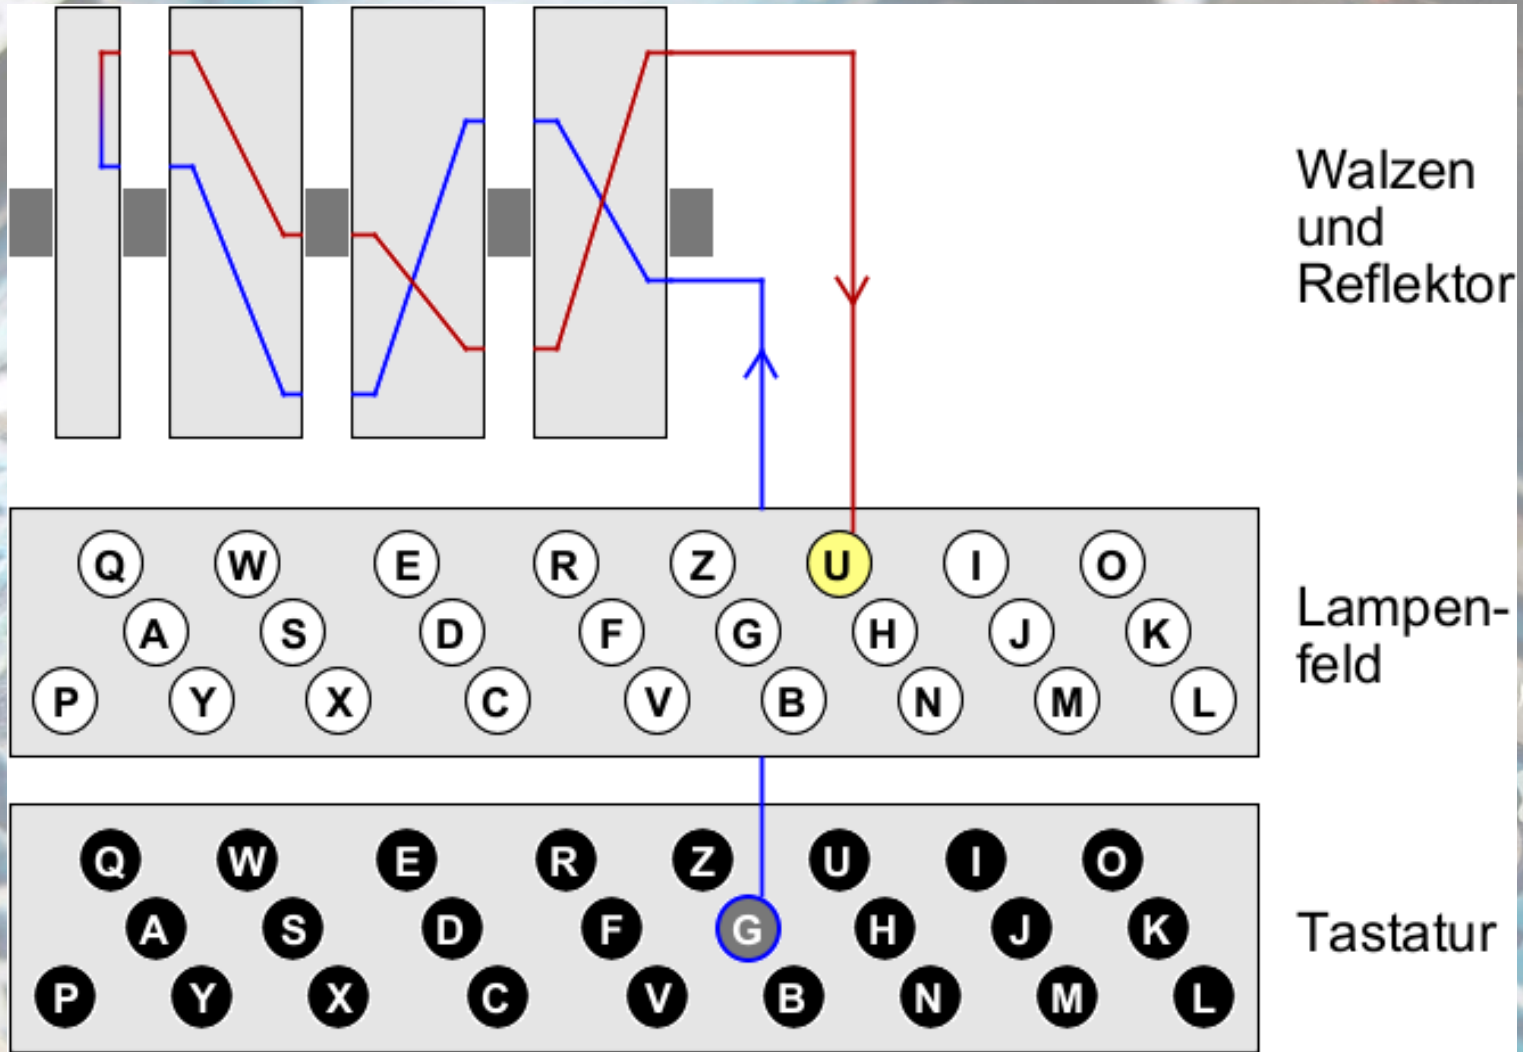 Walzen
und
Reflektor
Q W E R Z U I O
A S D F G H J K
P Y X C V B N M L
Lampen-
feld
Q W E R Z U I O
A S D F G H J K
P Y X C V B N M L
Tastatur